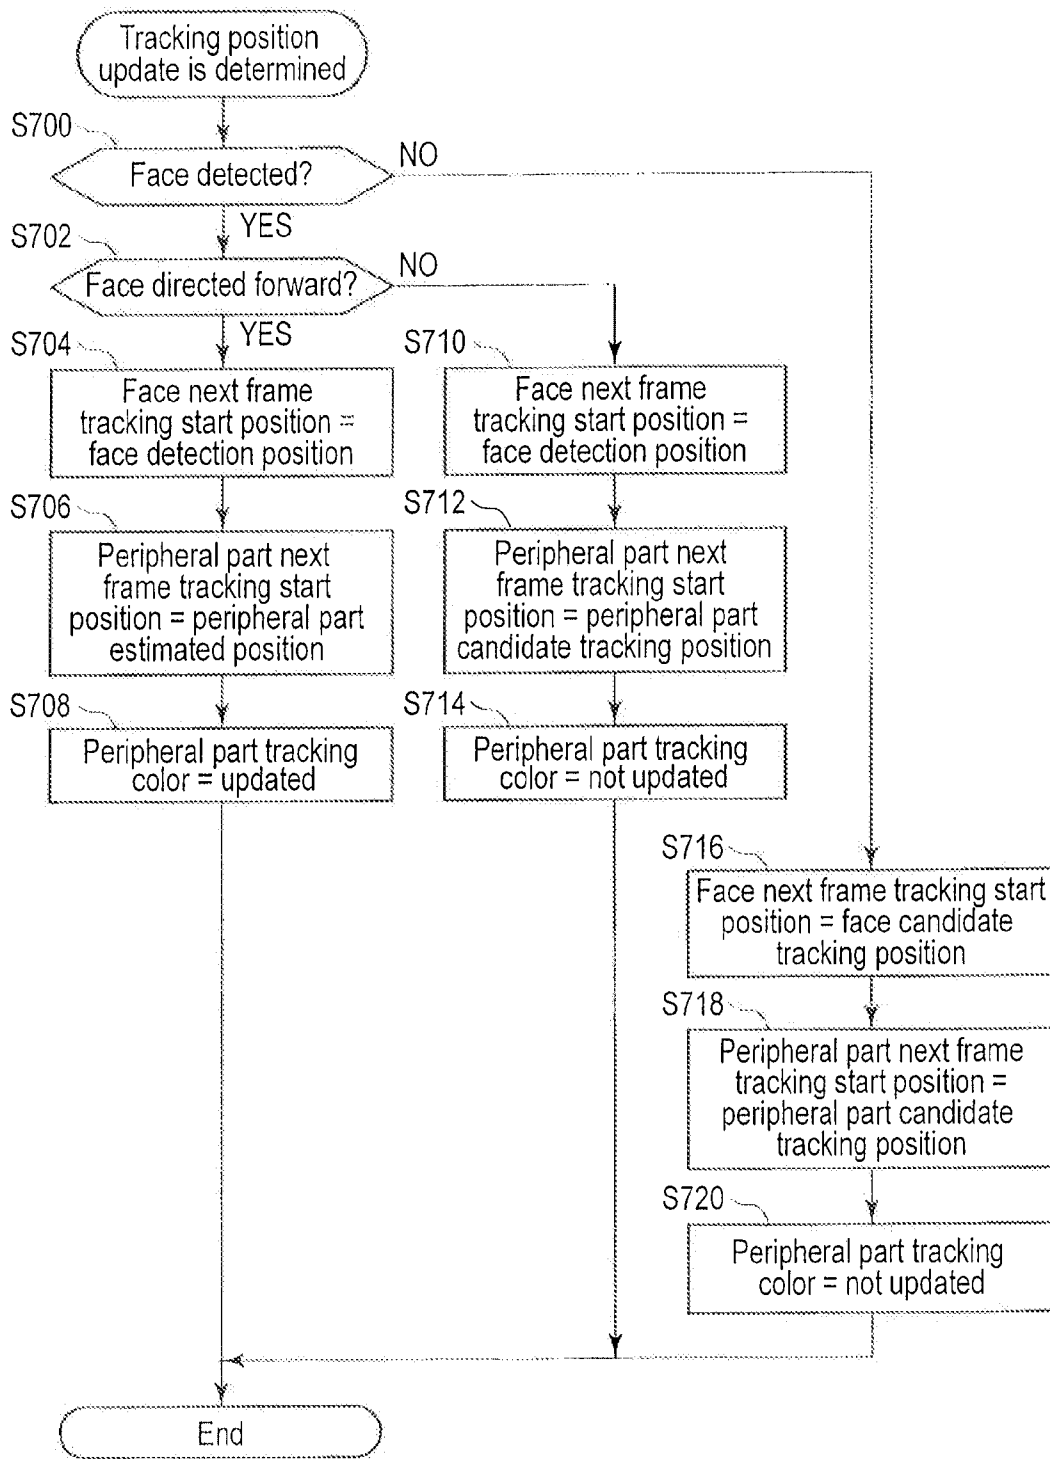 Tracking position
update is determined
S700
Face detected?
NO
YES
S702
Face directed forward?
NO
YES
S704
Face next frame
tracking start position =
face detection position
S706
Peripheral part next
frame tracking start
position = peripheral part
estimated position
S708
Peripheral part tracking
color = updated
S710
Face next frame
tracking start position =
face detection position
S712
Peripheral part next
frame tracking start
position = peripheral part
candidate tracking position
S714
Peripheral part tracking
color = not updated
S716
Face next frame tracking start
position = face candidate
tracking position
S718
Peripheral part next frame
tracking start position =
peripheral part candidate
tracking position
S720
Peripheral part tracking
color = not updated
End